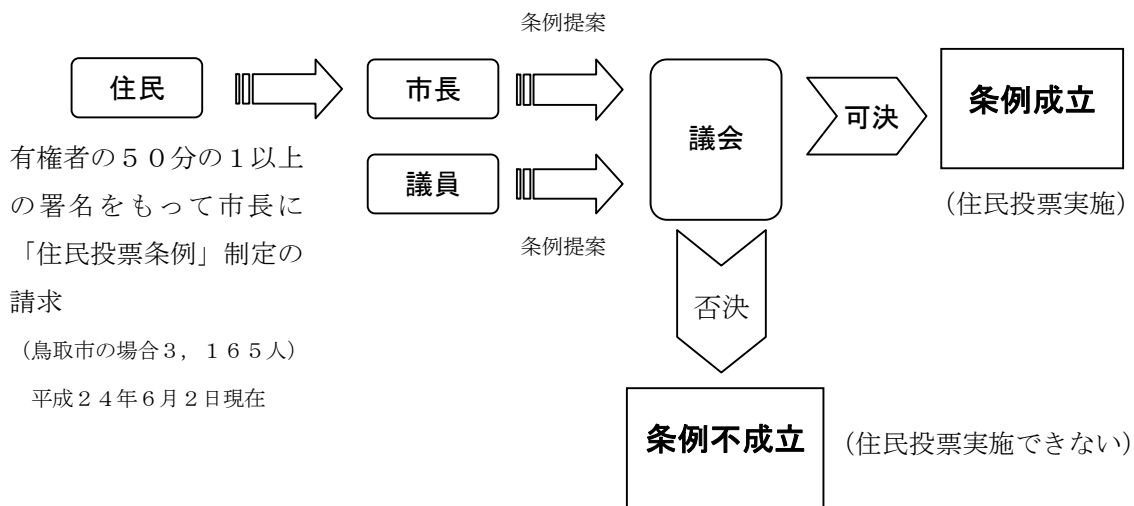 条例提案
住民
市長
議会
可決
条例成立
有権者の５０分の１以上
の署名をもって市長に
「住民投票条例」制定の
請求
（鳥取市の場合３，１６５人）
平成２４年６月２日現在
議員
条例提案
（住民投票実施）
否決
条例不成立
（住民投票実施できない）